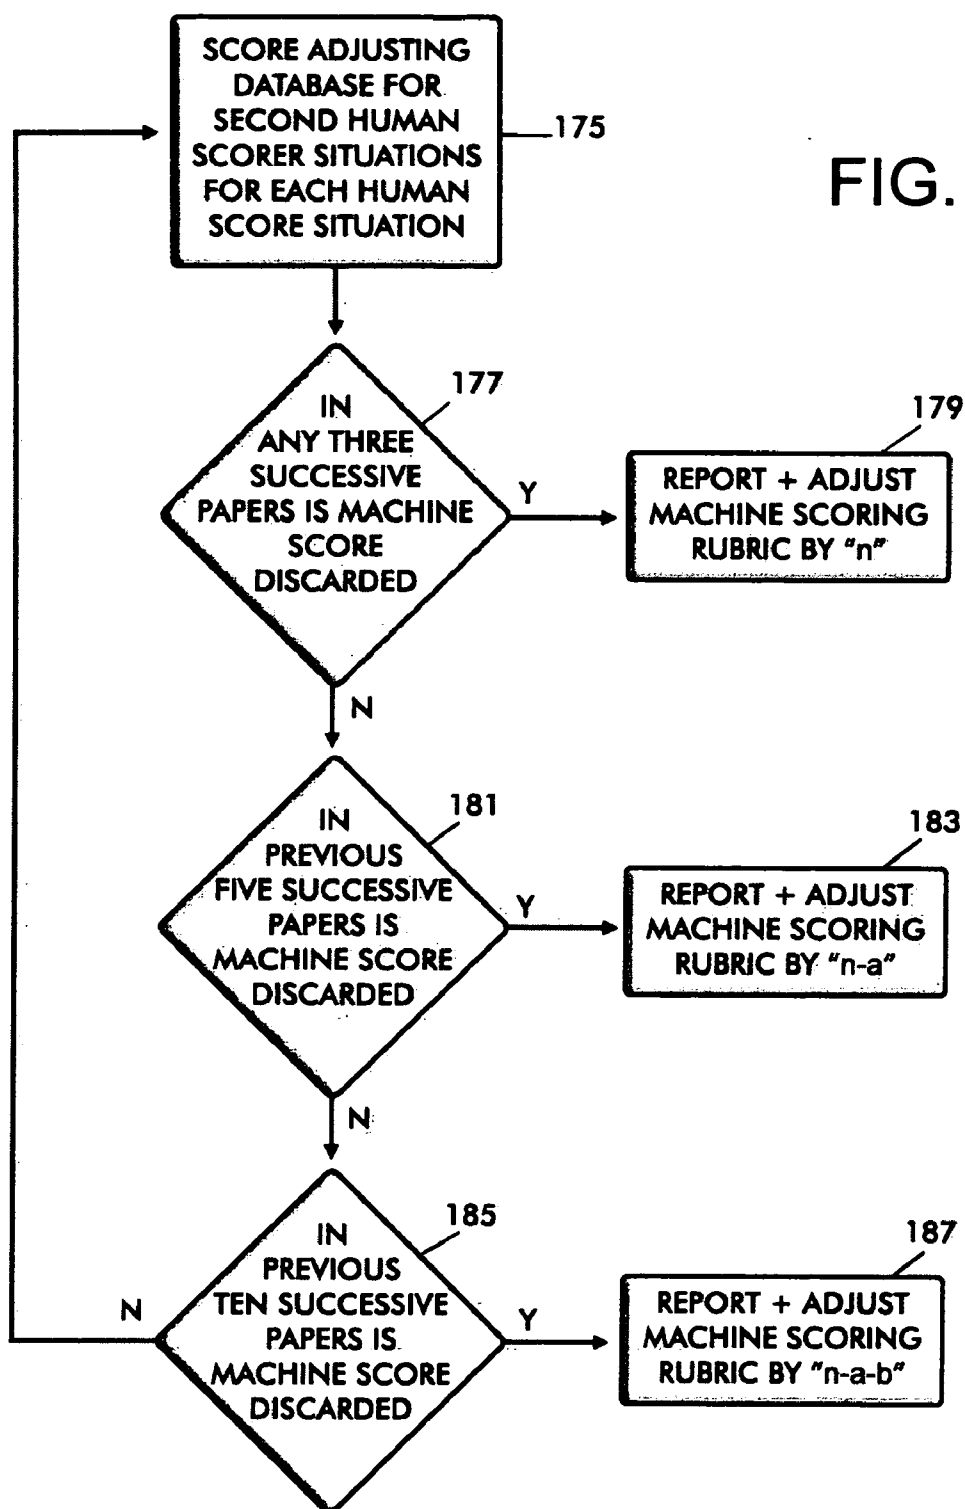 SCORE ADJUSTING
DATABASE FOR
SECOND HUMAN
SCORER SITUATIONS
FOR EACH HUMAN
SCORE SITUATION
175
FIG.
IN
ANY THREE
SUCCESSIVE
PAPERS IS MACHINE
SCORE
DISCARDED
177
Y
N
179
REPORT + ADJUST
MACHINE SCORING
RUBRIC BY "n"
IN
PREVIOUS
FIVE SUCCESSIVE
PAPERS IS
MACHINE SCORE
DISCARDED
181
Y
N
183
REPORT + ADJUST
MACHINE SCORING
RUBRIC BY "n-a"
IN
PREVIOUS
TEN SUCCESSIVE
PAPERS IS
MACHINE SCORE
DISCARDED
185
N
Y
187
REPORT + ADJUST
MACHINE SCORING
RUBRIC BY "n-a-b"